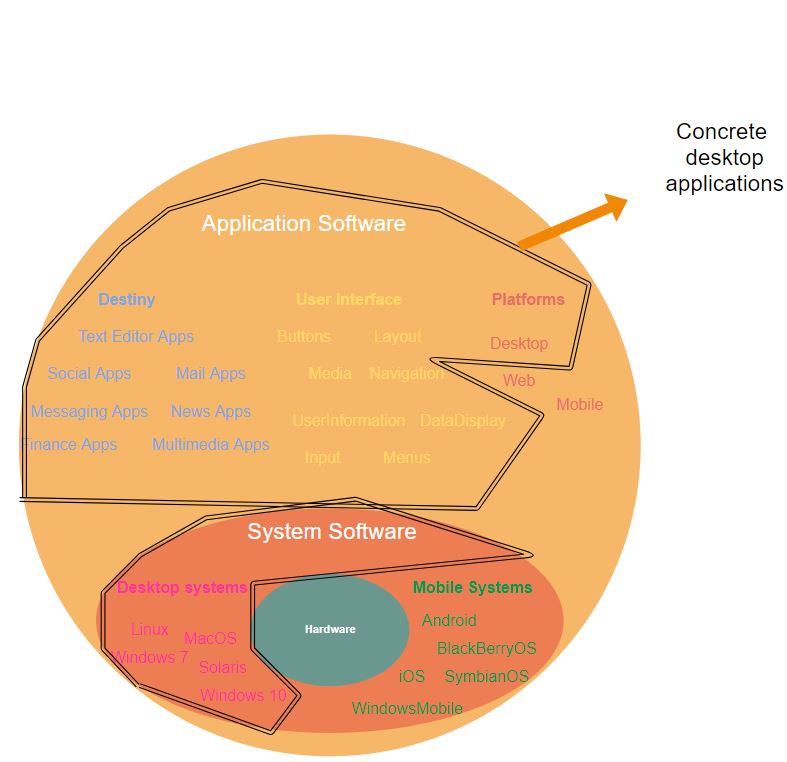 Concrete
desktop
applications
Application Software
Destiny
User Interface
Platforms
Text Editor Apps
Buttons
Layout
Desktop
Social Apps
Mail Apps
Media
Navigation
Web
Mobile
Messaging Apps
News Apps
UserInformation
DataDisplay
Finance Apps
Multimedia Apps
Input
Menus
System Software
Desktop systems
Mobile Systems
Linux
MacOS
Hardware
Android
Windows 7
Solaris
BlackBerryOS
Windows 10
iOS
SymbianOS
WindowsMobile